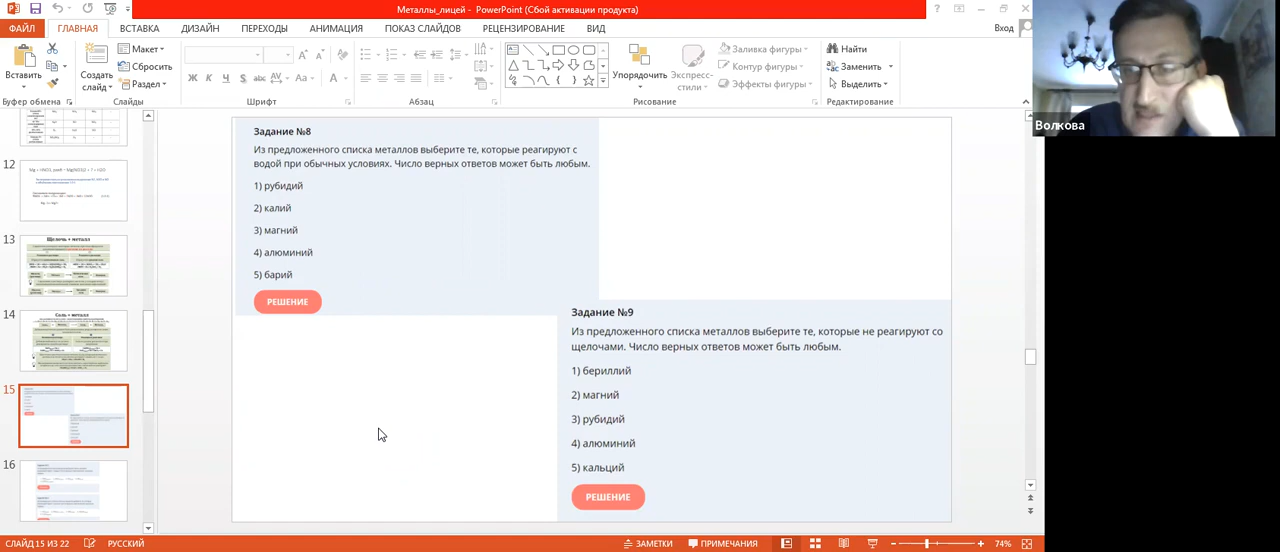 Металлы_лицей - PowerPoint (Сбой активации продукта)
ФАЙЛ ГЛАВНАЯ ВСТАВКА ДИЗАЙН ПЕРЕХОДЫ АНИМАЦИЯ ПОКАЗ СЛАЙДОВ РЕЦЕНЗИРОВАНИЕ ВИД Вход
Вставить
Создать слайд
Макет
Сбросить
Раздел
Упорядочить
Экспресс-стили
Заливка фигуры
Контур фигуры
Эффекты фигуры
Найти
Заменить
Выделить
Буфер обмена Слайды Шрифт Абзац Рисование Редактирование
Волкова
12
13
Щелочь + металл
14
Соль + металл
15
16
Задание №8
Из предложенного списка металлов выберите те, которые реагируют с
водой при обычных условиях. Число верных ответов может быть любым.
1) рубидий
2) калий
3) магний
4) алюминий
5) барий
РЕШЕНИЕ
Задание №9
Из предложенного списка металлов выберите те, которые не реагируют со
щелочами. Число верных ответов может быть любым.
1) бериллий
2) магний
3) рубидий
4) алюминий
5) кальций
РЕШЕНИЕ
СЛАЙД 15 ИЗ 22 РУССКИЙ ЗАМЕТКИ ПРИМЕЧАНИЯ 74%